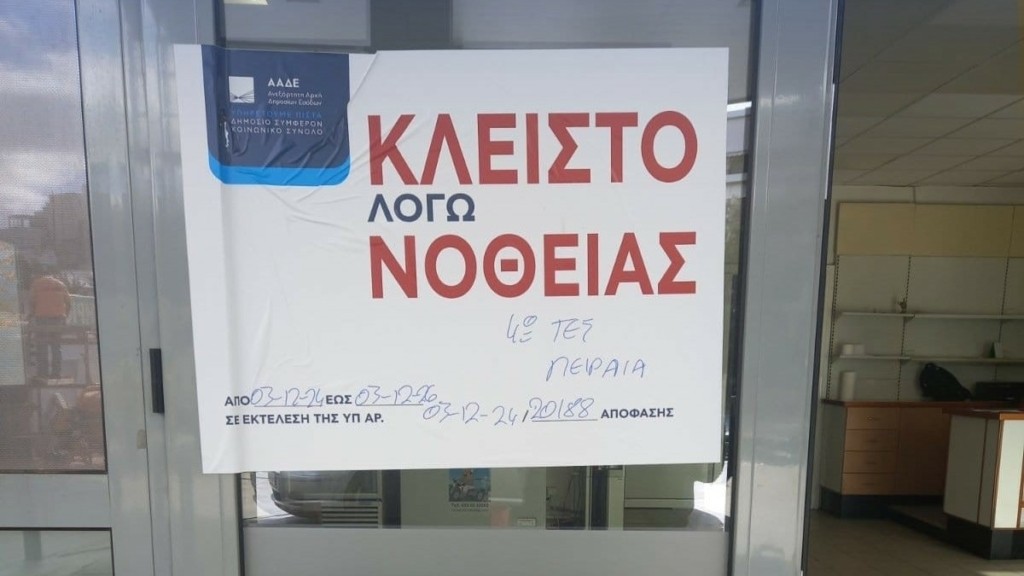 ΑΑΔΕ
Ανεξάρτητη Αρχή
Δημοσίων Εσόδων
ΔΗΜΟΣΙΟ ΣΥΜΦΕΡΟΝ
ΚΟΙΝΩΝΙΚΟ ΣΥΝΟΛΟ
ΚΛΕΙΣΤΟ
ΛΟΓΩ
ΝΟΘΕΙΑΣ
4ο ΤΕΣ
ΠΕΙΡΑΙΑ
ΑΠΟ 03-12-24 ΕΩΣ 03-12-26
ΣΕ ΕΚΤΕΛΕΣΗ ΤΗΣ ΥΠ ΑΡ. 03-12-24, 20188 ΑΠΟΦΑΣΗΣ